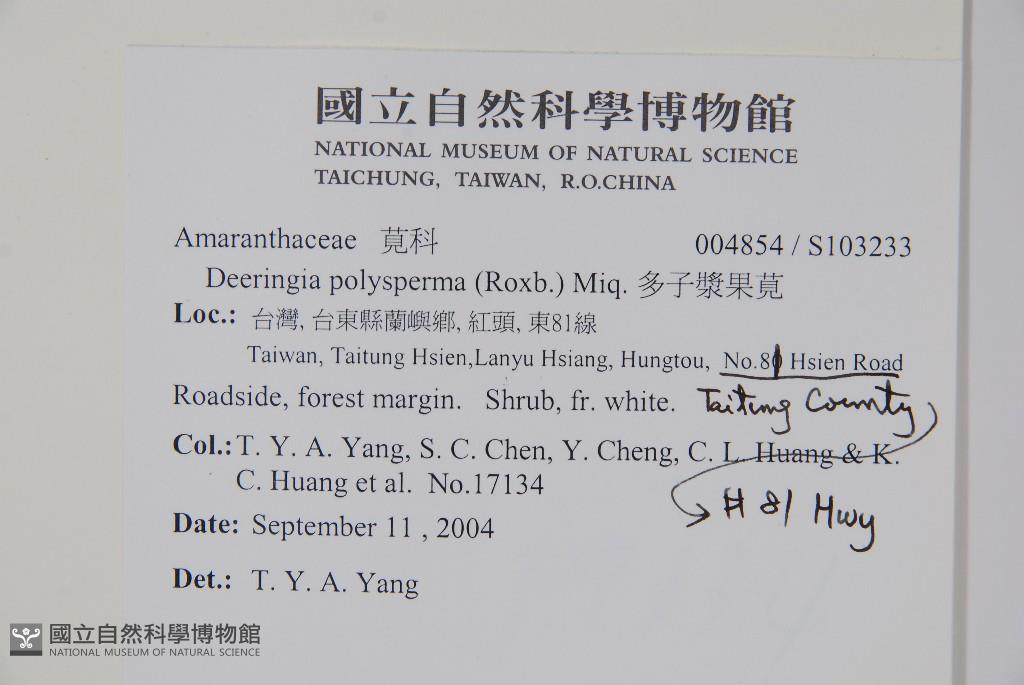 國立自然科學博物館
NATIONAL MUSEUM OF NATURAL SCIENCE
TAICHUNG, TAIWAN, R.O.CHINA
Amaranthaceae 莧科 004854 / S103233
Deeringia polysperma (Roxb.) Miq. 多子漿果莧
Loc.: 台灣, 台東縣蘭嶼鄉, 紅頭, 東81線
Taiwan, Taitung Hsien,Lanyu Hsiang, Hungtou, No.81 Hsien Road
Roadside, forest margin. Shrub, fr. white. Taitung County
Col.: T. Y. A. Yang, S. C. Chen, Y. Cheng, C. L. Huang & K.
C. Huang et al. No.17134
# 81 Hwy
Date: September 11 , 2004
Det.: T. Y. A. Yang
國立自然科學博物館
NATIONAL MUSEUM OF NATURAL SCIENCE